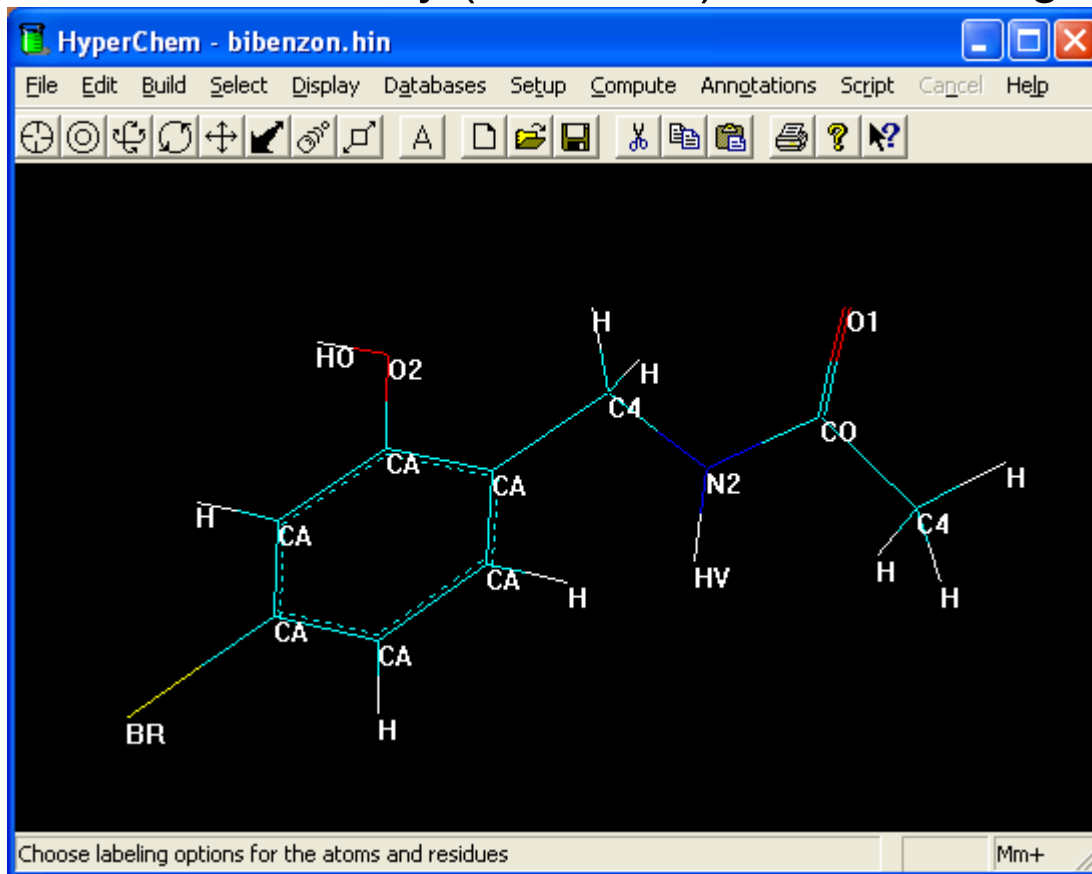 HyperChem - bibenzon.hin
File Edit Build Select Display Databases Setup Compute Annotations Script Cancel Help
A
H O1
HO O2 H
C4 CO
CA CA N2 H
H CA C4
CA H HV H H
CA CA
BR H
Choose labeling options for the atoms and residues Mm+